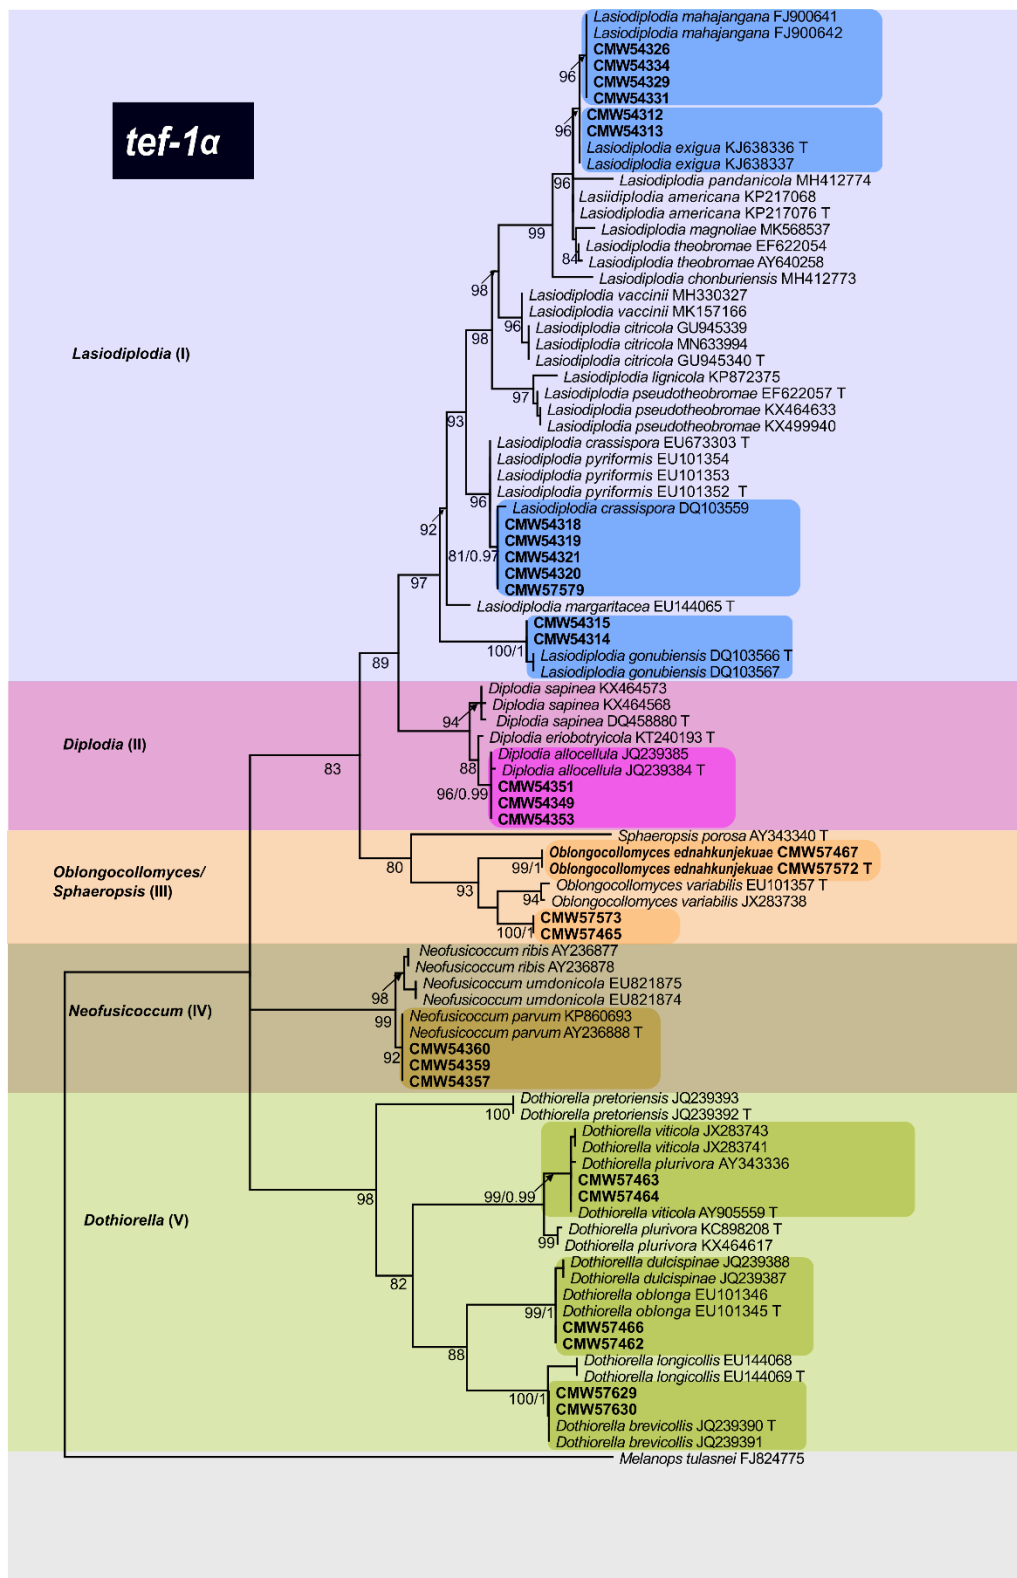 tef-1α
Lasiodiplodia mahajangana FJ900641
Lasiodiplodia mahajangana FJ900642
CMW54326
CMW54334
CMW54329
CMW54331
96
CMW54312
CMW54313
Lasiodiplodia exigua KJ638336 T
Lasiodiplodia exigua KJ638337
96
Lasiodiplodia pandanicola MH412774
96
Lasiidiplodia americana KP217068
Lasiodiplodia americana KP217076 T
Lasiodiplodia magnoliae MK568537
Lasiodiplodia theobromae EF622054
Lasiodiplodia theobromae AY640258
84
99
Lasiodiplodia chonburiensis MH412773
98
Lasiodiplodia vaccinii MH330327
Lasiodiplodia vaccinii MK157166
Lasiodiplodia citricola GU945339
Lasiodiplodia citricola MN633994
Lasiodiplodia citricola GU945340 T
96
98
Lasiodiplodia (I)
Lasiodiplodia lignicola KP872375
Lasiodiplodia pseudotheobromae EF622057 T
Lasiodiplodia pseudotheobromae KX464633
Lasiodiplodia pseudotheobromae KX499940
97
93
Lasiodiplodia crassispora EU673303 T
Lasiodiplodia pyriformis EU101354
Lasiodiplodia pyriformis EU101353
Lasiodiplodia pyriformis EU101352 T
96
Lasiodiplodia crassispora DQ103559
CMW54318
CMW54319
CMW54321
CMW54320
CMW57579
92
81/0.97
97
Lasiodiplodia margaritacea EU144065 T
CMW54315
CMW54314
Lasiodiplodia gonubiensis DQ103566 T
Lasiodiplodia gonubiensis DQ103567
100/1
89
Diplodia sapinea KX464573
Diplodia sapinea KX464568
Diplodia sapinea DQ458880 T
94
Diplodia eriobotryicola KT240193 T
Diplodia (II)
Diplodia allocellula JQ239385
Diplodia allocellula JQ239384 T
CMW54351
CMW54349
CMW54353
88
83
96/0.99
Sphaeropsis porosa AY343340 T
Oblongocollomyces ednahkunjekuae CMW57467
Oblongocollomyces ednahkunjekuae CMW57572 T
80
99/1
Oblongocollomyces/
Sphaeropsis (III)
93
Oblongocollomyces variabilis EU101357 T
Oblongocollomyces variabilis JX283738
94
CMW57573
CMW57465
100/1
Neofusicoccum ribis AY236877
Neofusicoccum ribis AY236878
Neofusicoccum umdonicola EU821875
Neofusicoccum umdonicola EU821874
98
Neofusicoccum (IV)
99
Neofusicoccum parvum KP860693
Neofusicoccum parvum AY236888 T
CMW54360
CMW54359
CMW54357
92
Dothiorella pretoriensis JQ239393
Dothiorella pretoriensis JQ239392 T
100
Dothiorella viticola JX283743
Dothiorella viticola JX283741
Dothiorella plurivora AY343336
CMW57463
CMW57464
Dothiorella viticola AY905559 T
99/0.99
98
Dothiorella (V)
Dothiorella plurivora KC898208 T
Dothiorella plurivora KX464617
99
Dothiorella dulcispinae JQ239388
Dothiorella dulcispinae JQ239387
Dothiorella oblonga EU101346
Dothiorella oblonga EU101345 T
CMW57466
CMW57462
82
99/1
88
Dothiorella longicollis EU144068
Dothiorella longicollis EU144069 T
CMW57629
CMW57630
Dothiorella brevicollis JQ239390 T
Dothiorella brevicollis JQ239391
100/1
Melanops tulasnei FJ824775